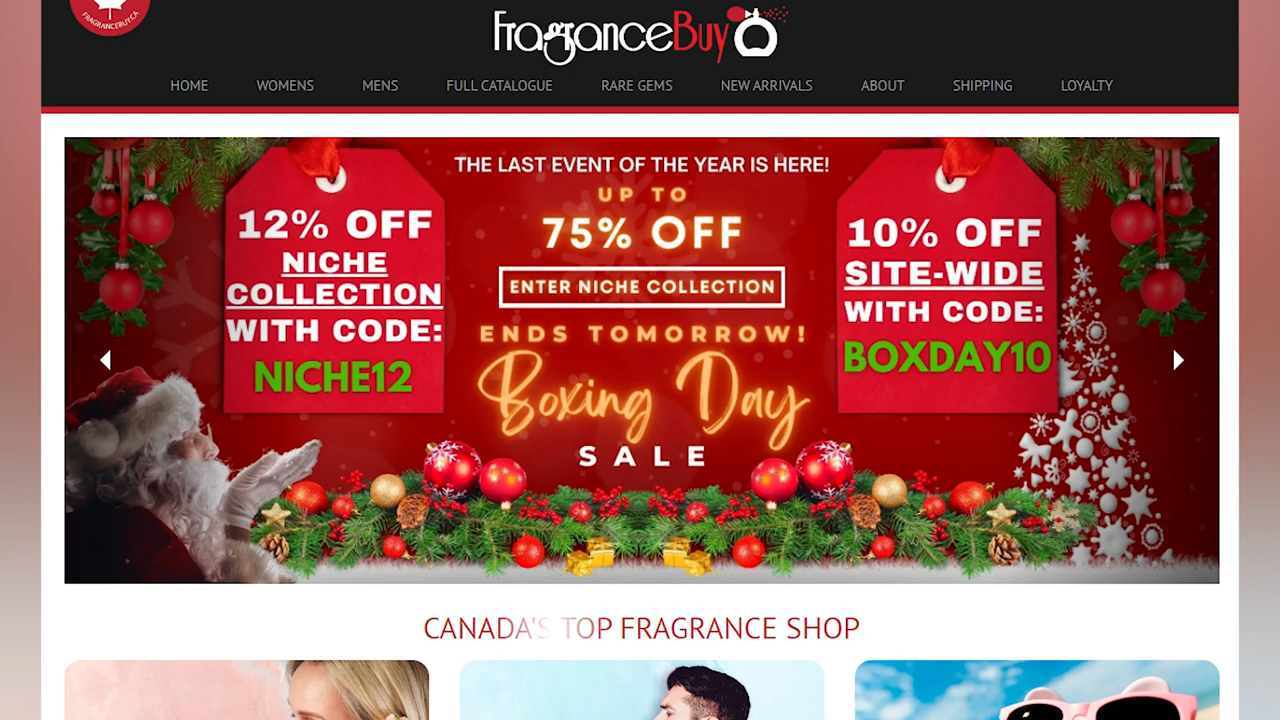 FRAGRANCEBUY.CA
FragranceBuy
HOME WOMENS MENS FULL CATALOGUE RARE GEMS NEW ARRIVALS ABOUT SHIPPING LOYALTY
12% OFF
NICHE
COLLECTION
WITH CODE:
NICHE12
THE LAST EVENT OF THE YEAR IS HERE!
UP TO
75% OFF
ENTER NICHE COLLECTION
ENDS TOMORROW!
Boxing Day
SALE
10% OFF
SITE-WIDE
WITH CODE:
BOXDAY10
CANADA'S TOP FRAGRANCE SHOP